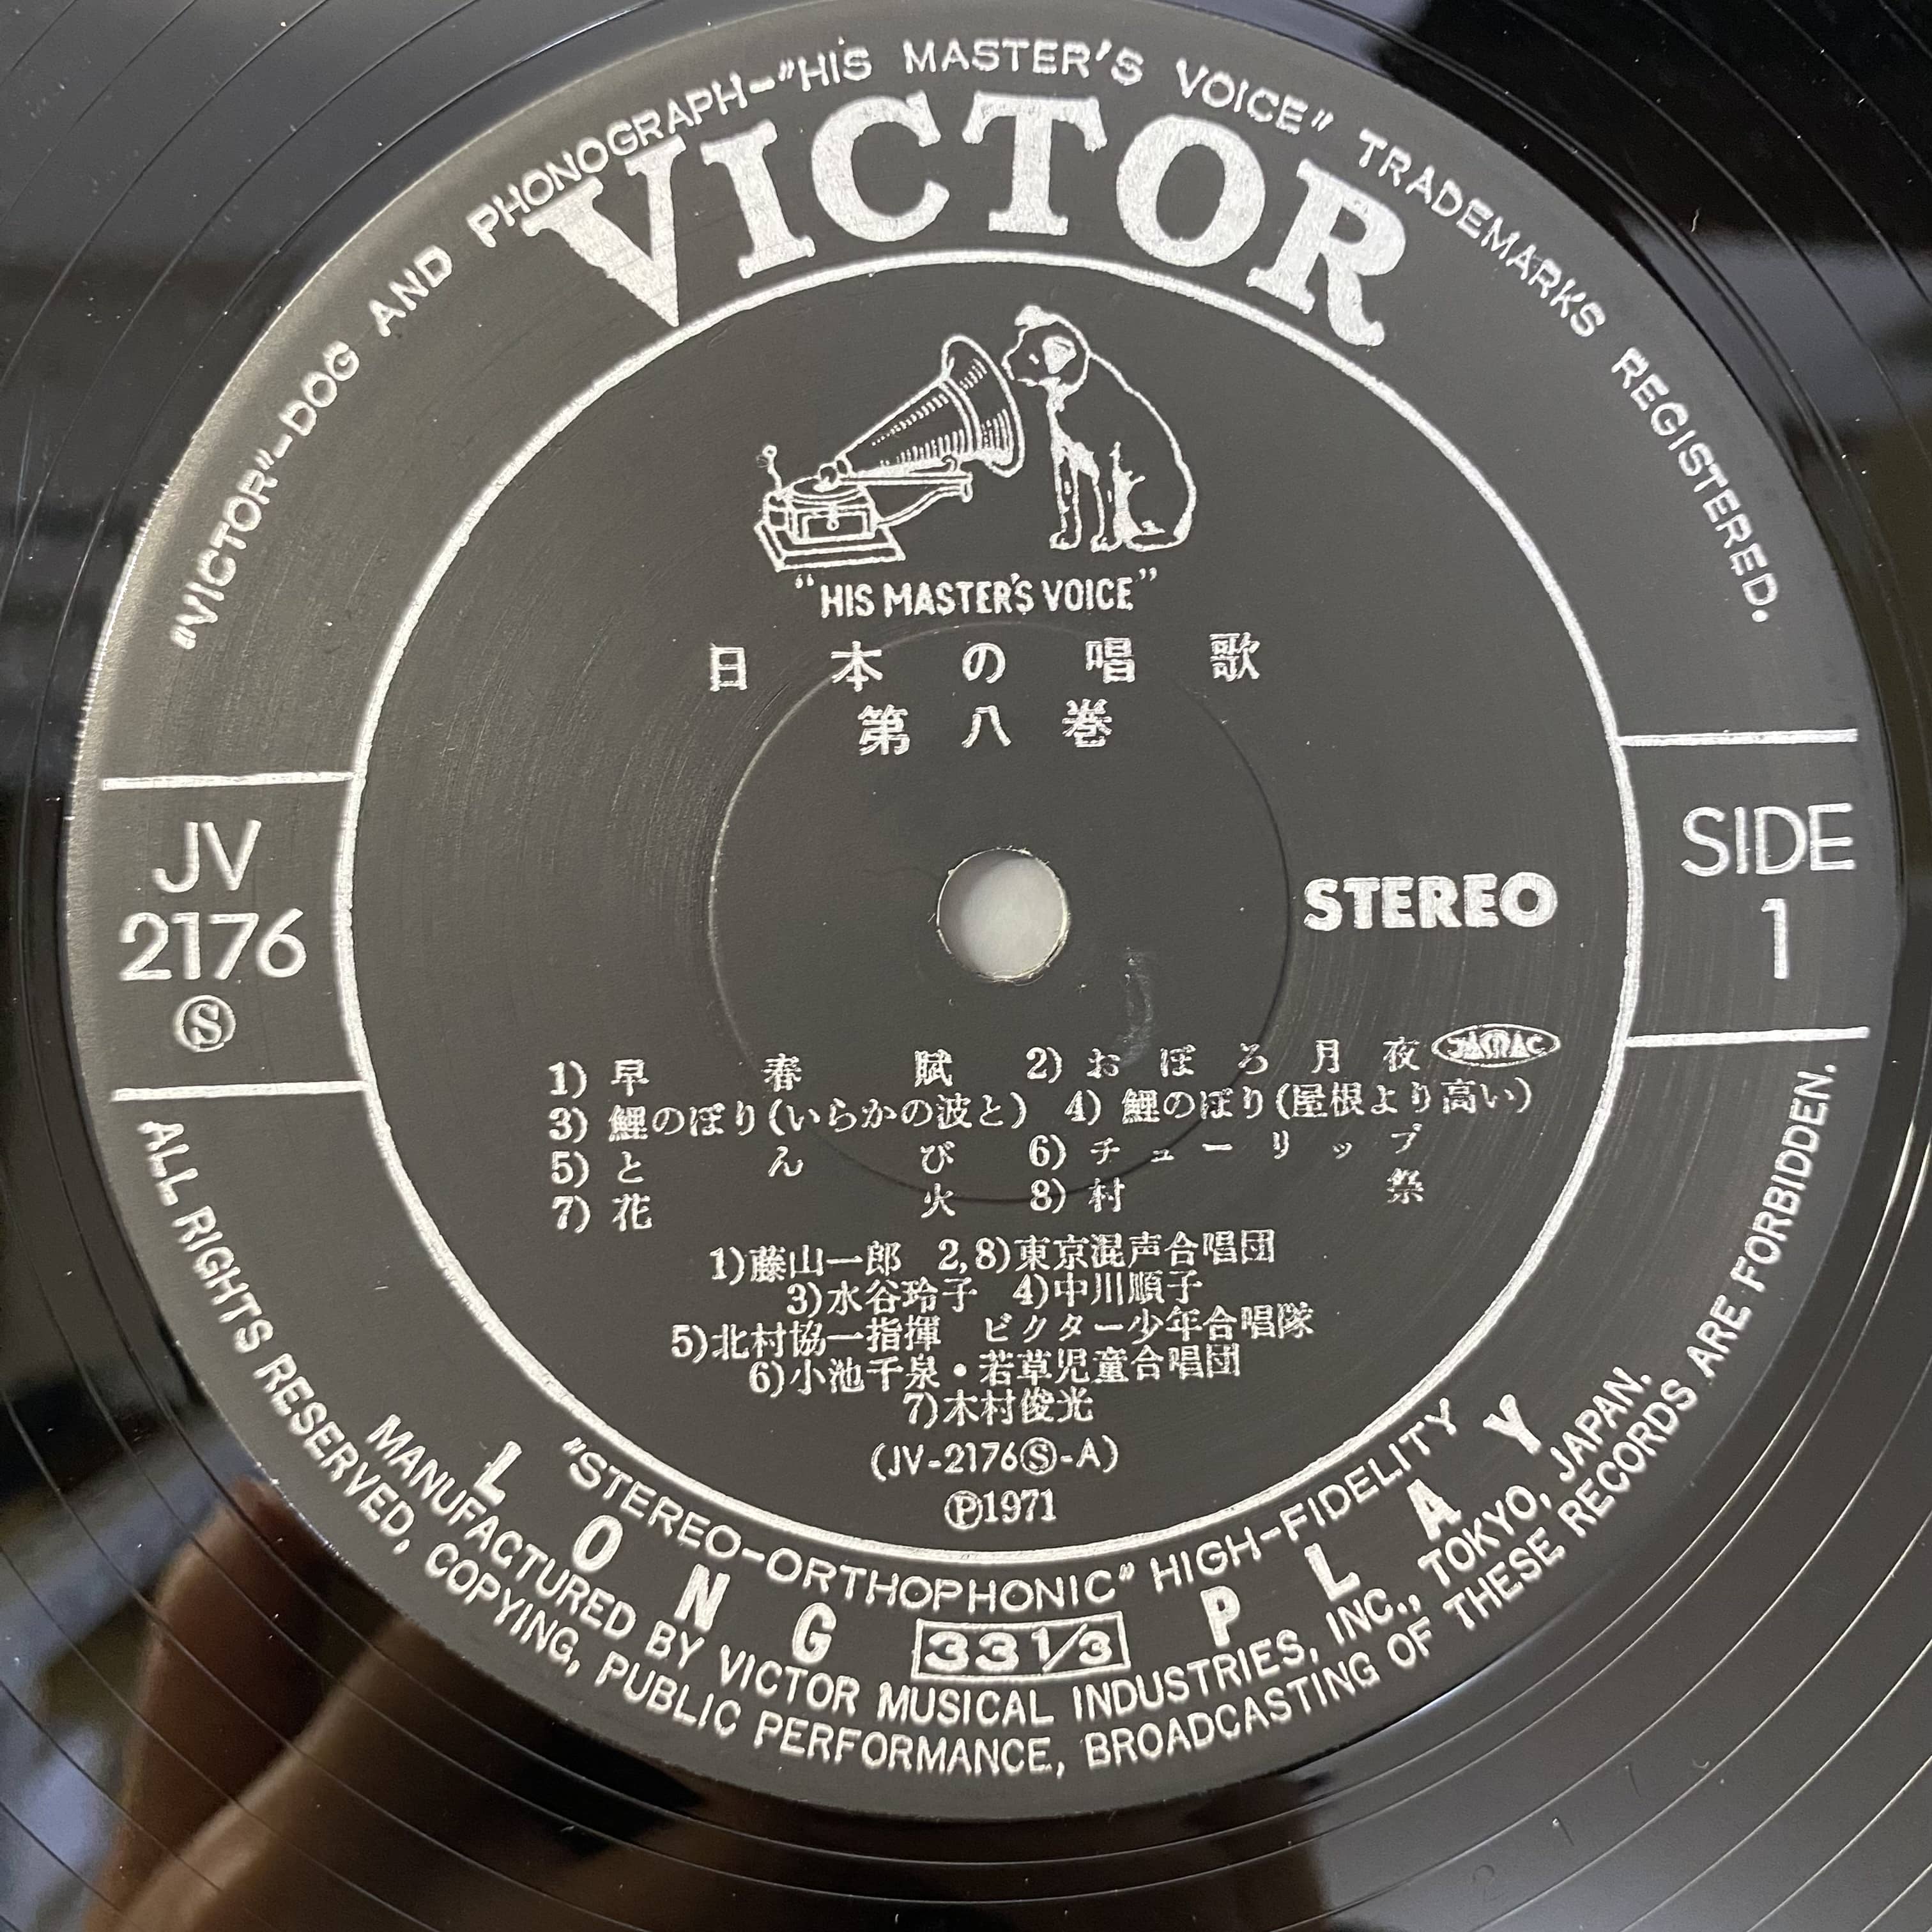 "VICTOR"-DOG AND PHONOGRAPH-"HIS MASTER'S VOICE" TRADEMARKS REGISTERED.
VICTOR
"HIS MASTER'S VOICE"
日本の唱歌
第八巻
JV
2176
Ⓢ
STEREO
SIDE
1
1) 早春賦 2) おぼろ月夜 JASRAC
3) 鯉のぼり(いらかの波と) 4) 鯉のぼり(屋根より高い)
5) とんび 6) チューリップ
7) 花火 8) 村祭
1)藤山一郎 2,8)東京混声合唱団
3)水谷玲子 4)中川順子
5)北村協一指揮 ビクター少年合唱隊
6)小池千泉・若草児童合唱団
7)木村俊光
(JV-2176Ⓢ-A)
Ⓟ1971
"STEREO-ORTHOPHONIC" HIGH-FIDELITY
LONG 33 1/3 PLAY
MANUFACTURED BY VICTOR MUSICAL INDUSTRIES, INC., TOKYO, JAPAN.
ALL RIGHTS RESERVED, COPYING, PUBLIC PERFORMANCE, BROADCASTING OF THESE RECORDS ARE FORBIDDEN.